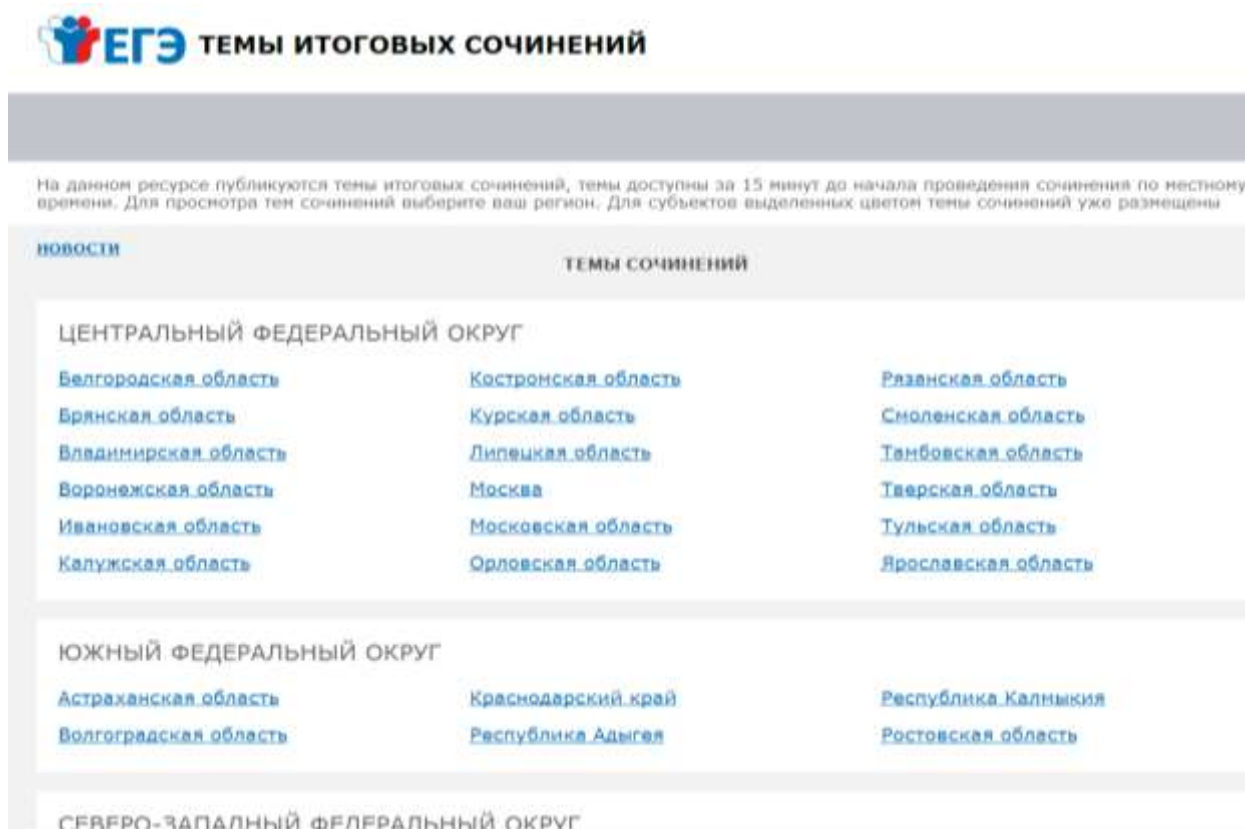 ЕГЭ ТЕМЫ ИТОГОВЫХ СОЧИНЕНИЙ
На данном ресурсе публикуются темы итоговых сочинений, темы доступны за 15 минут до начала проведения сочинения по местному
времени. Для просмотра тем сочинений выберите ваш регион. Для субъектов выделенных цветом темы сочинений уже размещены
НОВОСТИ
ТЕМЫ СОЧИНЕНИЙ
ЦЕНТРАЛЬНЫЙ ФЕДЕРАЛЬНЫЙ ОКРУГ
Белгородская область Костромская область Рязанская область
Брянская область Курская область Смоленская область
Владимирская область Липецкая область Тамбовская область
Воронежская область Москва Тверская область
Ивановская область Московская область Тульская область
Калужская область Орловская область Ярославская область
ЮЖНЫЙ ФЕДЕРАЛЬНЫЙ ОКРУГ
Астраханская область Краснодарский край Республика Калмыкия
Волгоградская область Республика Адыгея Ростовская область
СЕВЕРО-ЗАПАДНЫЙ ФЕДЕРАЛЬНЫЙ ОКРУГ